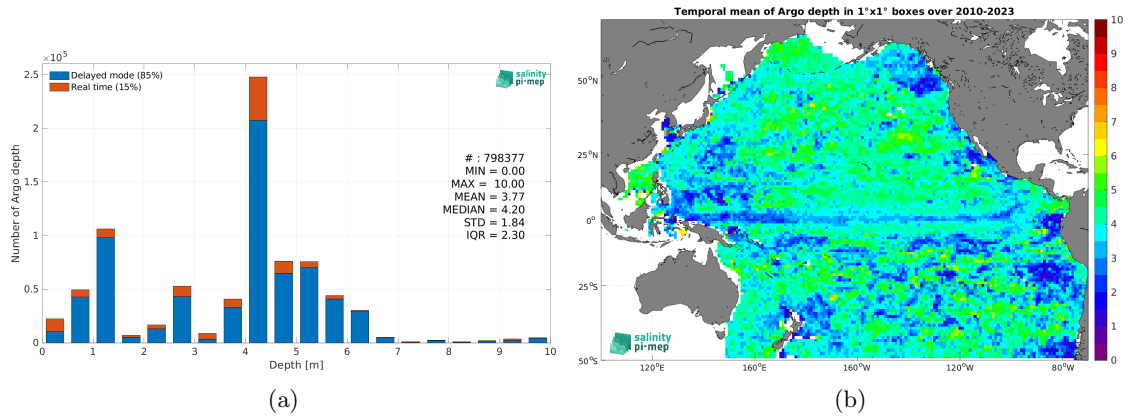 ×10⁵
2.5
2
1.5
1
0.5
0
Number of Argo depth
Delayed mode (85%)
Real time (15%)
salinity
pi-mep
# : 798377
MIN = 0.00
MAX = 10.00
MEAN = 3.77
MEDIAN = 4.20
STD = 1.84
IQR = 2.30
0 1 2 3 4 5 6 7 8 9 10
Depth [m]
(a)
Temporal mean of Argo depth in 1°x1° boxes over 2010-2023
50°N
25°N
0°
25°S
50°S
salinity
pi-mep
120°E 160°E 160°W 120°W 80°W
10
9
8
7
6
5
4
3
2
1
0
(b)